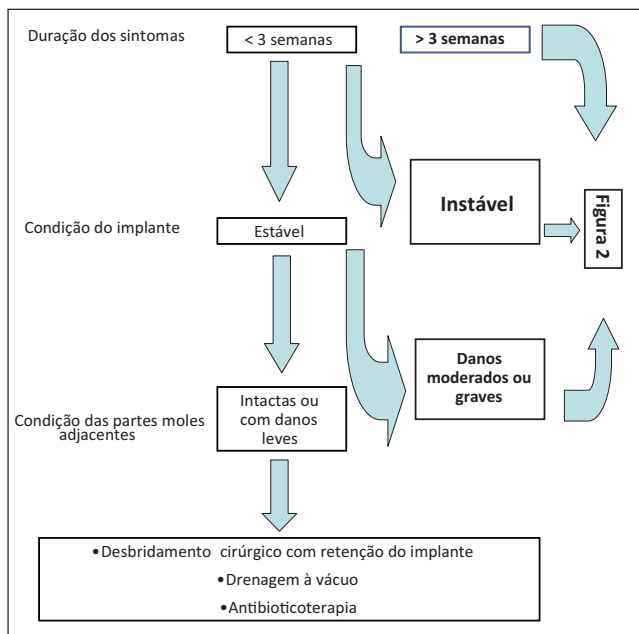 Duração dos sintomas
< 3 semanas
> 3 semanas
Condição do implante
Estável
Instável
Figura 2
Condição das partes moles
adjacentes
Intactas ou
com danos
leves
Danos
moderados ou
graves
•Desbridamento cirúrgico com retenção do implante
•Drenagem à vácuo
•Antibioticoterapia